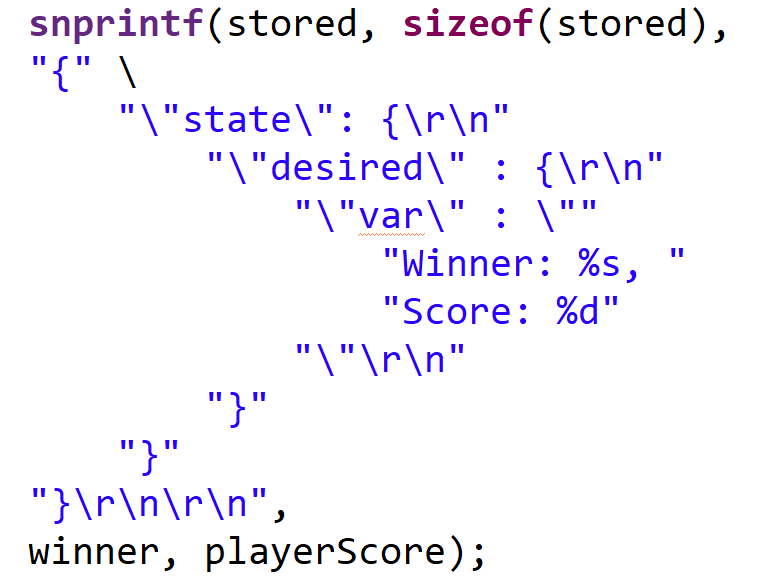 snprintf(stored, sizeof(stored),
"{" \
"\"state\": {\r\n"
"\"desired\" : {\r\n"
"\"var\" : \""
"Winner: %s, "
"Score: %d"
"\"\r\n"
"}"
"}"
"}\r\n\r\n",
winner, playerScore);